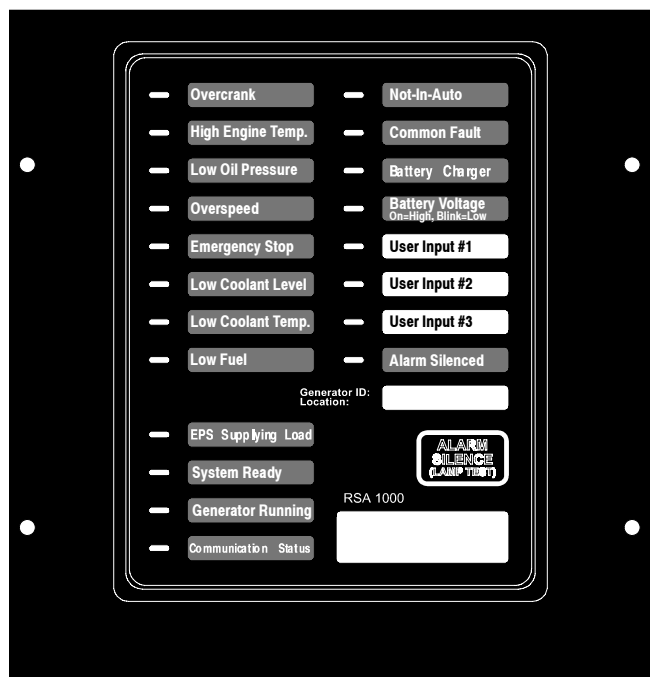 Overcrank
High Engine Temp.
Low Oil Pressure
Overspeed
Emergency Stop
Low Coolant Level
Low Coolant Temp.
Low Fuel
Not-In-Auto
Common Fault
Battery Charger
Battery Voltage
On=High, Blink=Low
User Input #1
User Input #2
User Input #3
Alarm Silenced
Generator ID:
Location:
EPS Supplying Load
System Ready
Generator Running
Communication Status
ALARM
SILENCE
(LAMP TEST)
RSA 1000